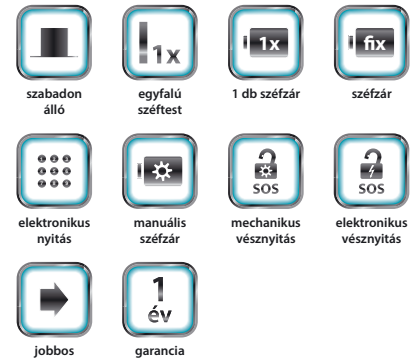 1x
1x
fix
szabadon
álló
egyfalú
széftest
1 db széfzár
széfzár
SOS
SOS
elektronikus
nyitás
manuális
széfzár
mechanikus
vésznyitás
elektronikus
vésznyitás
1
év
jobbos
garancia